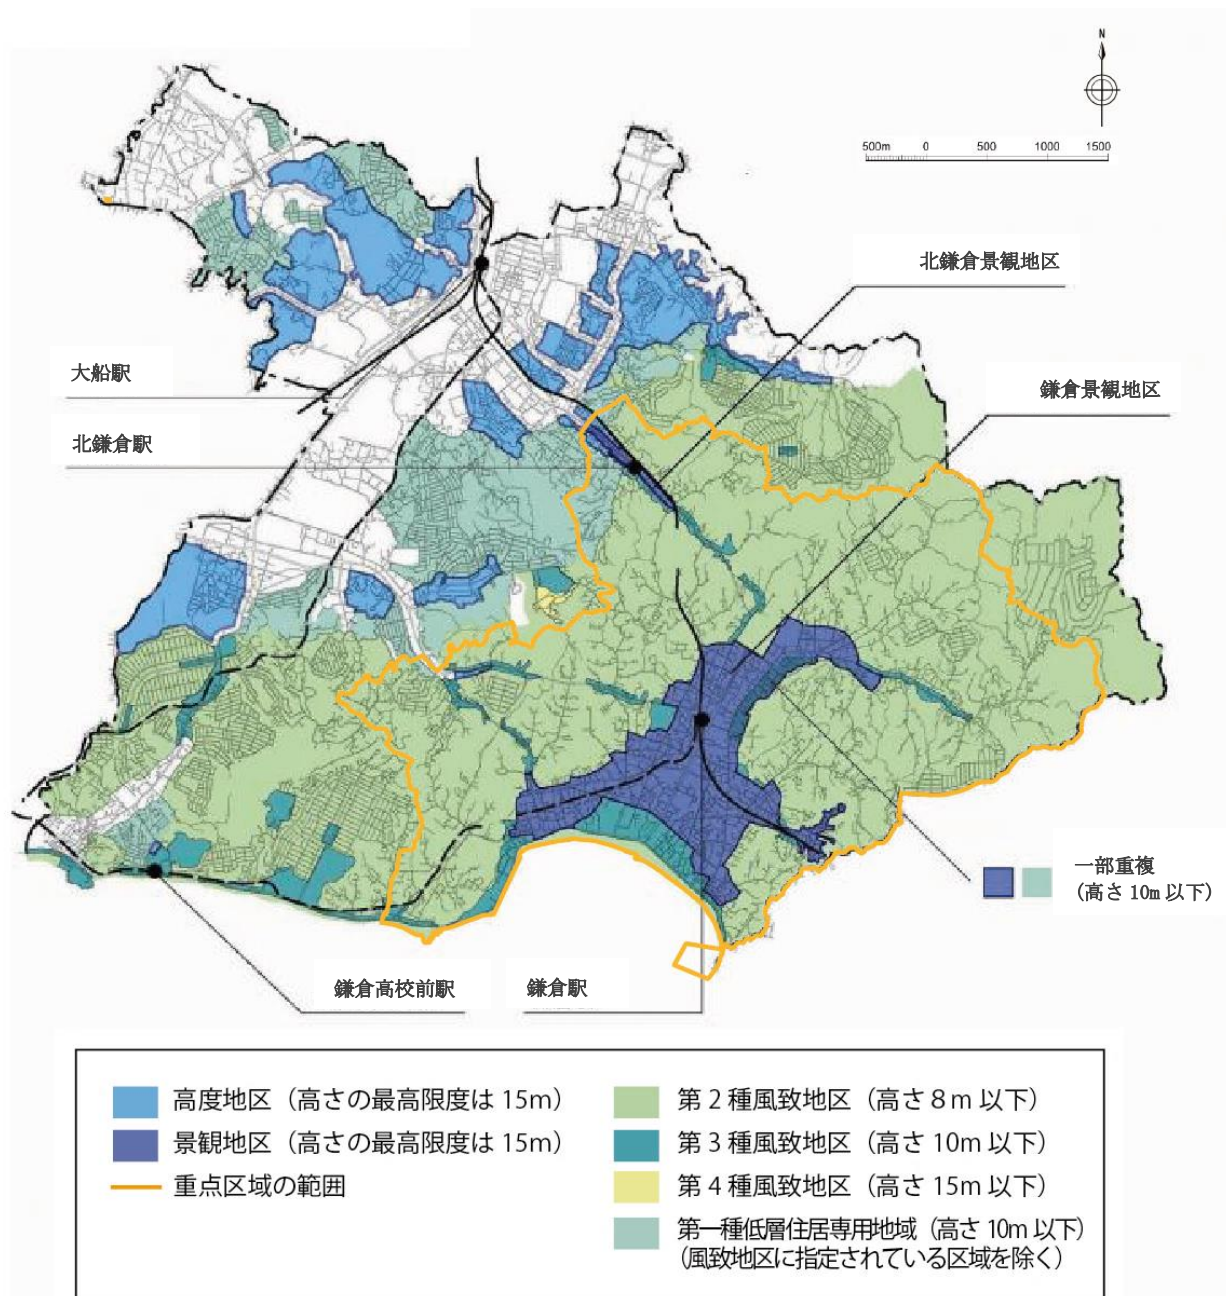 N
500m 0 500 1000 1500
北鎌倉景観地区
大船駅
鎌倉景観地区
北鎌倉駅
一部重複
(高さ 10m 以下)
鎌倉高校前駅
鎌倉駅
高度地区（高さの最高限度は 15m）
景観地区（高さの最高限度は 15m）
重点区域の範囲
第２種風致地区（高さ８m 以下）
第３種風致地区（高さ 10m 以下）
第４種風致地区（高さ 15m 以下）
第一種低層住居専用地域（高さ 10m 以下）
（風致地区に指定されている区域を除く）